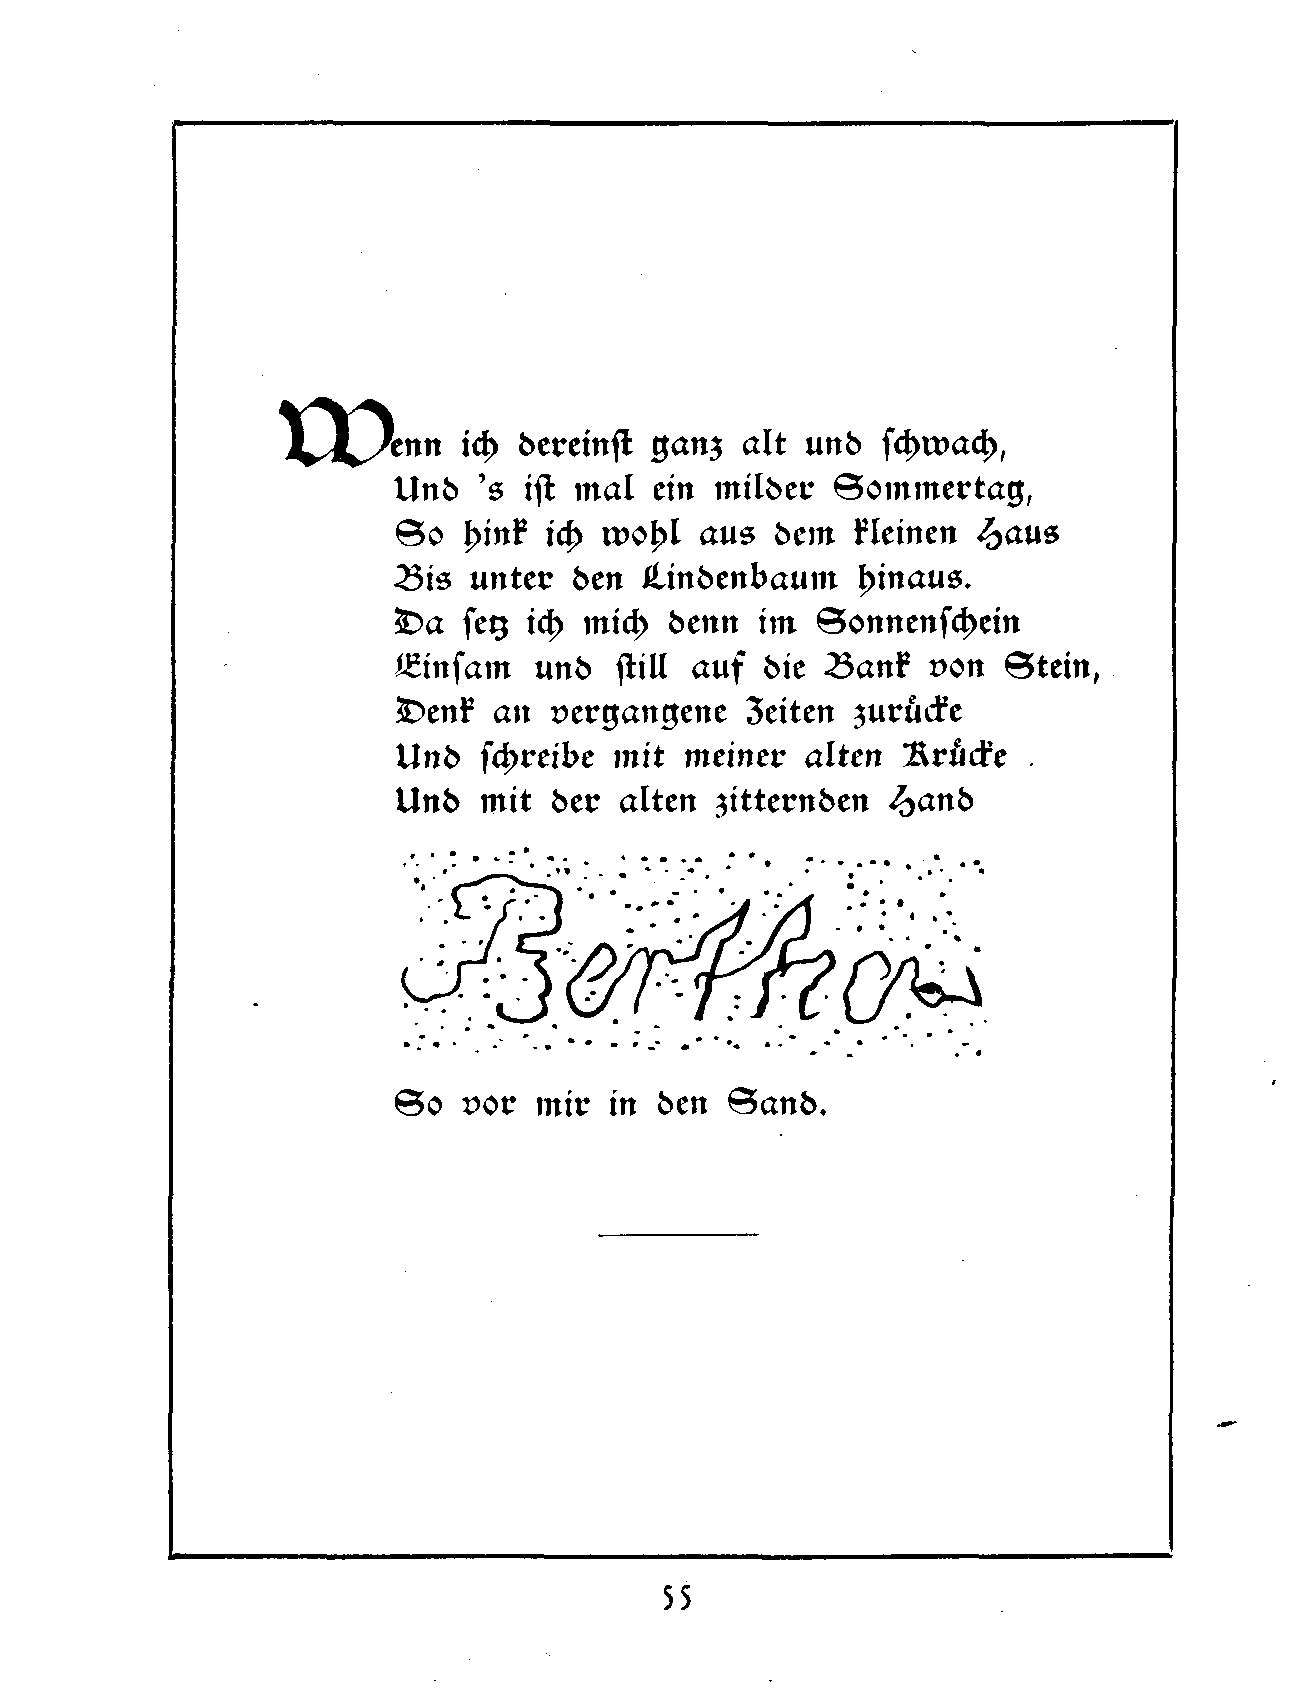 Wenn ich dereinst ganz alt und schwach,
Und 's ist mal ein milder Sommertag,
So hink ich wohl aus dem kleinen Haus
Bis unter den Lindenbaum hinaus.
Da setz ich mich denn im Sonnenschein
Einsam und still auf die Bank von Stein,
Denk an vergangene Zeiten zurücke
Und schreibe mit meiner alten Krücke
Und mit der alten zitternden Hand
Bertha
So vor mir in den Sand.
55